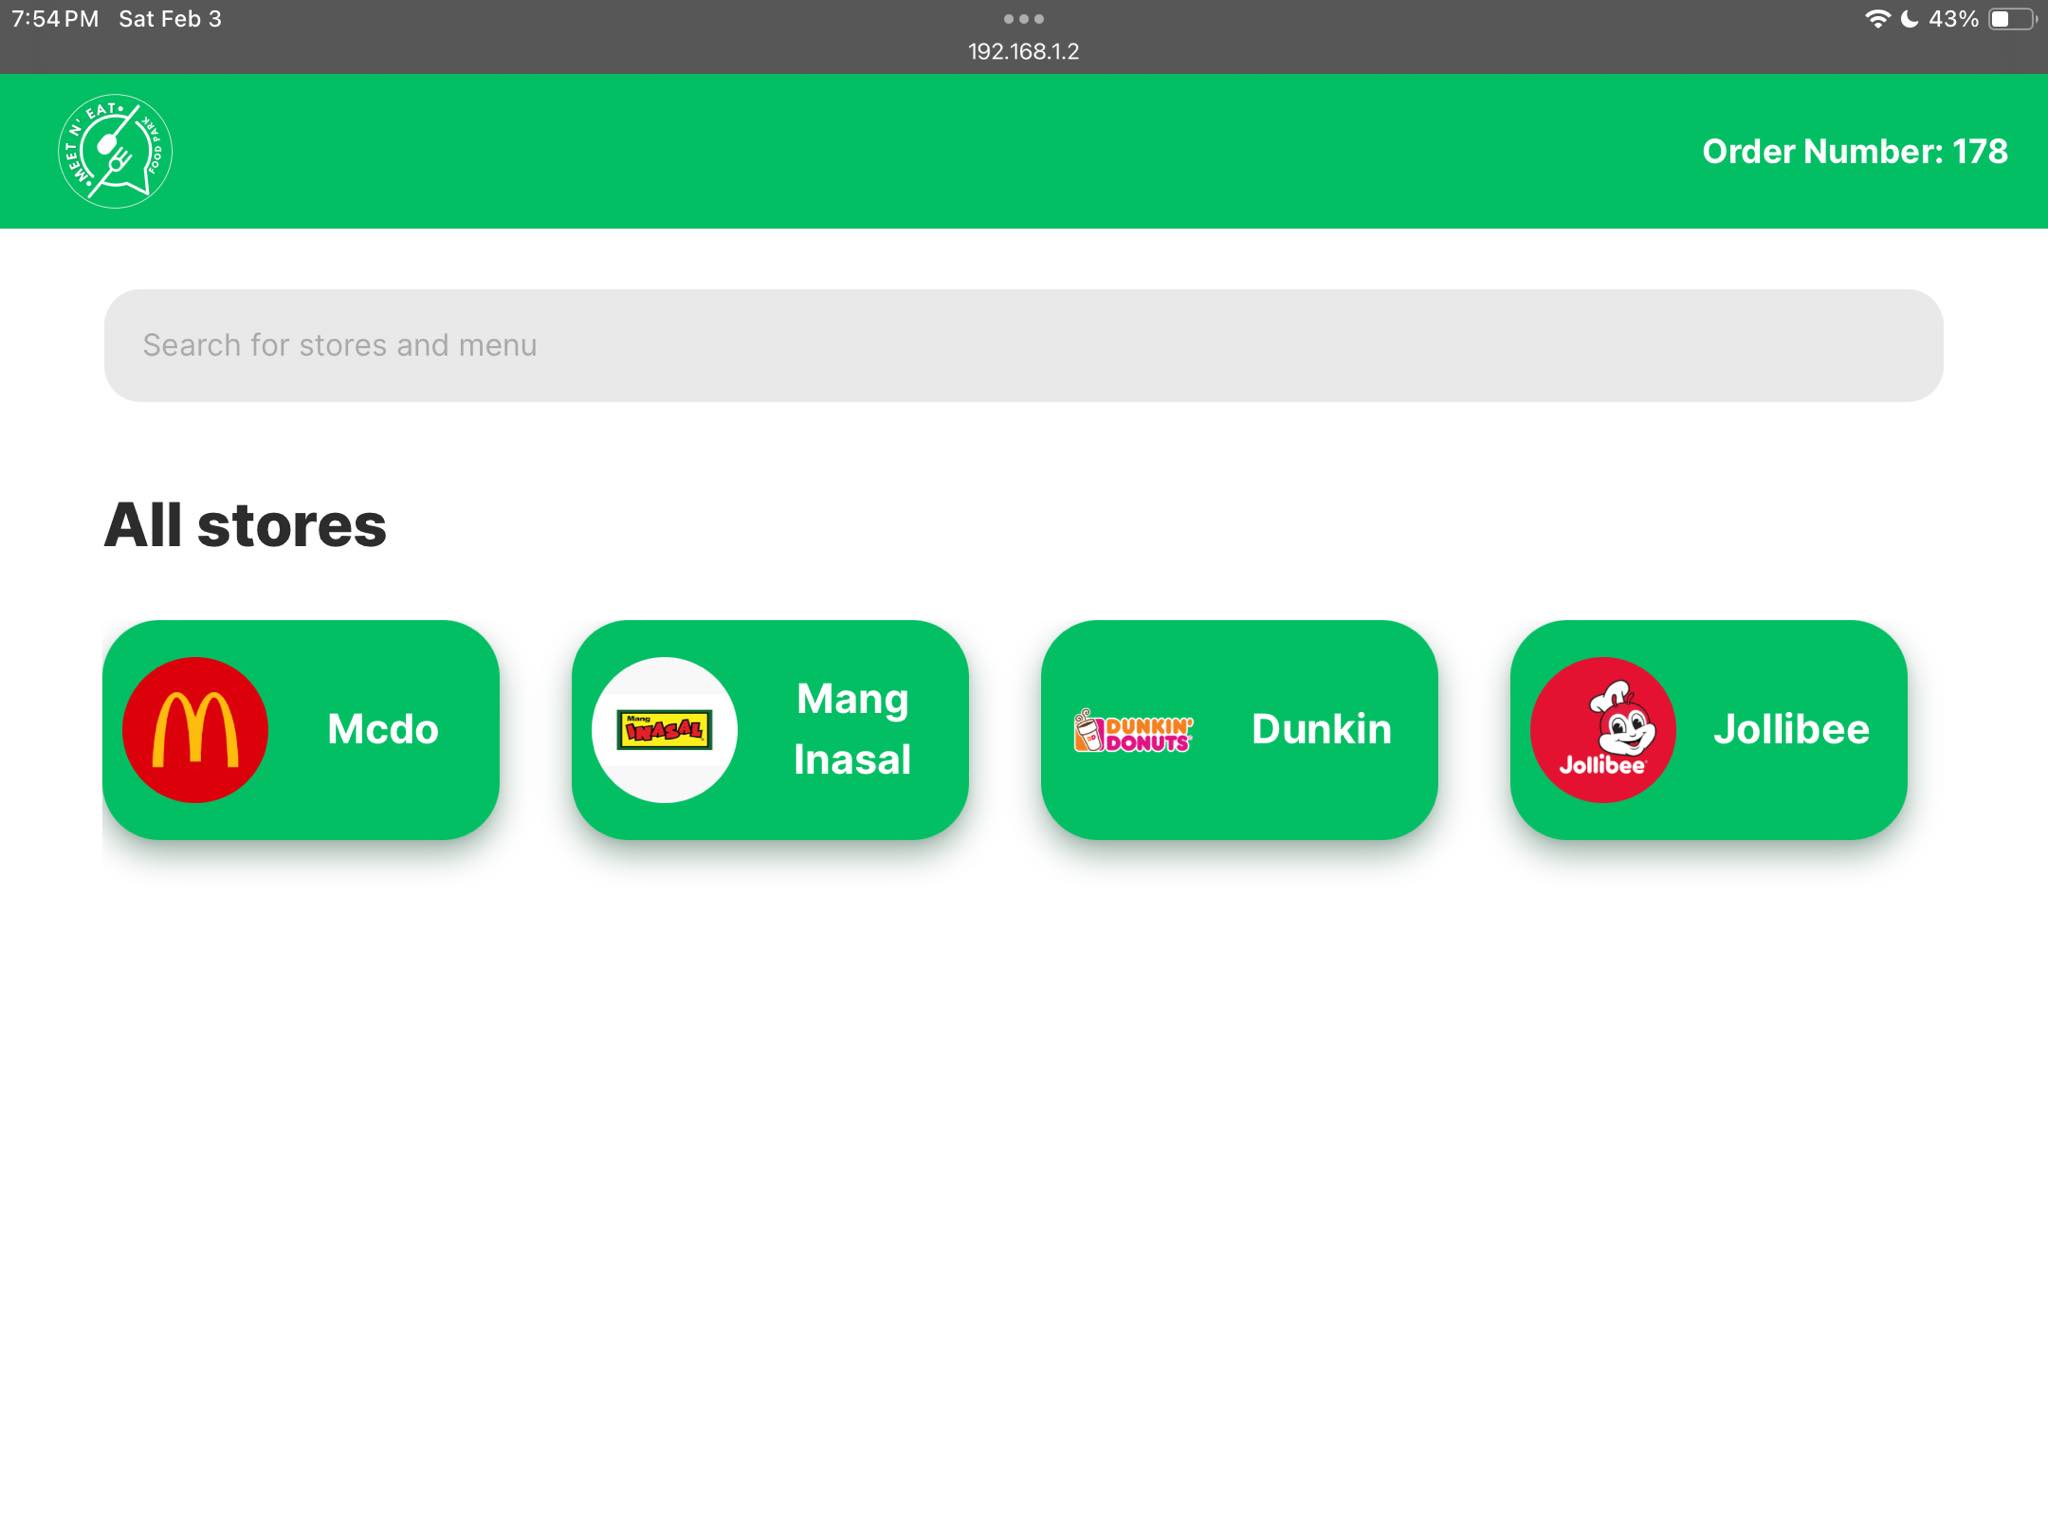 7:54 PM Sat Feb 3
43%
192.168.1.2
MEET N' EAT
FOOD PARK
Order Number: 178
Search for stores and menu
All stores
Mcdo
Mang
INASAL
Mang
Inasal
DUNKIN'
DONUTS
Dunkin
Jollibee
Jollibee